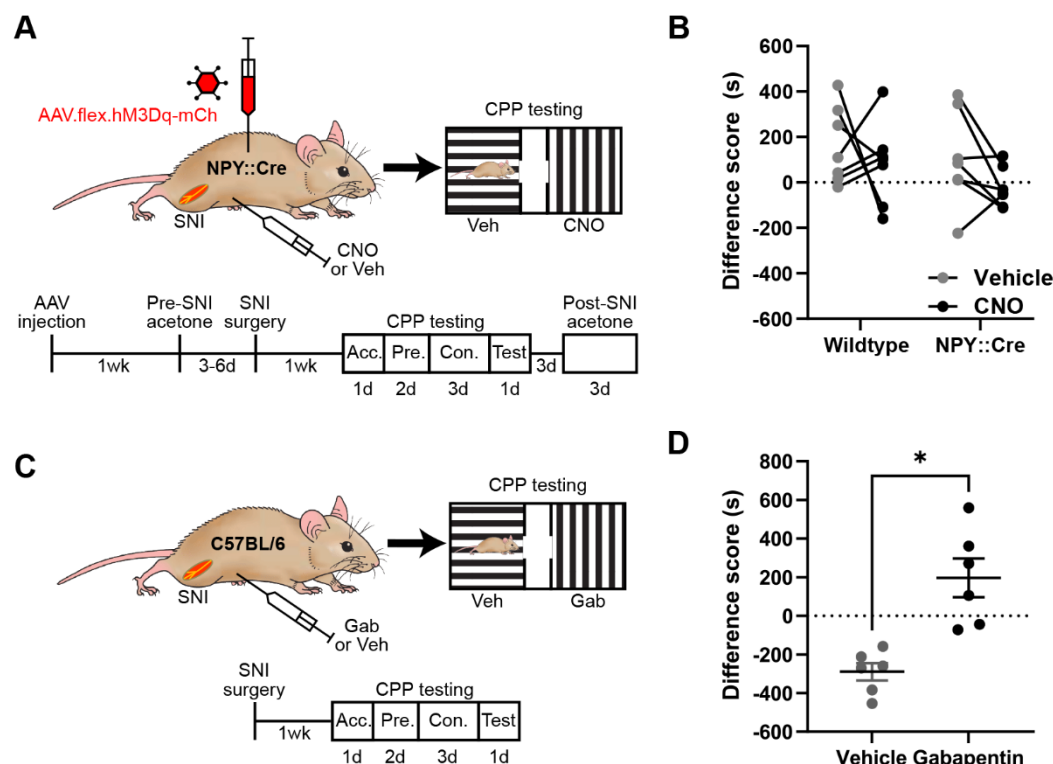 A
AAV.flex.hM3Dq-mCh
NPY::Cre
SNI
CNO
or Veh
CPP testing
Veh CNO
AAV
injection
Pre-SNI
acetone
SNI
surgery
CPP testing
Post-SNI
acetone
Acc. Pre. Con. Test
1wk 3-6d 1wk 3d
1d 2d 3d 1d 3d
B
Difference score (s)
600
400
200
0
-200
-400
-600
Vehicle
CNO
Wildtype NPY::Cre
C
C57BL/6
SNI
Gab
or Veh
CPP testing
Veh Gab
SNI
surgery
CPP testing
1wk
Acc. Pre. Con. Test
1d 2d 3d 1d
D
Difference score (s)
800
600
400
200
0
-200
-400
-600
*
Vehicle Gabapentin